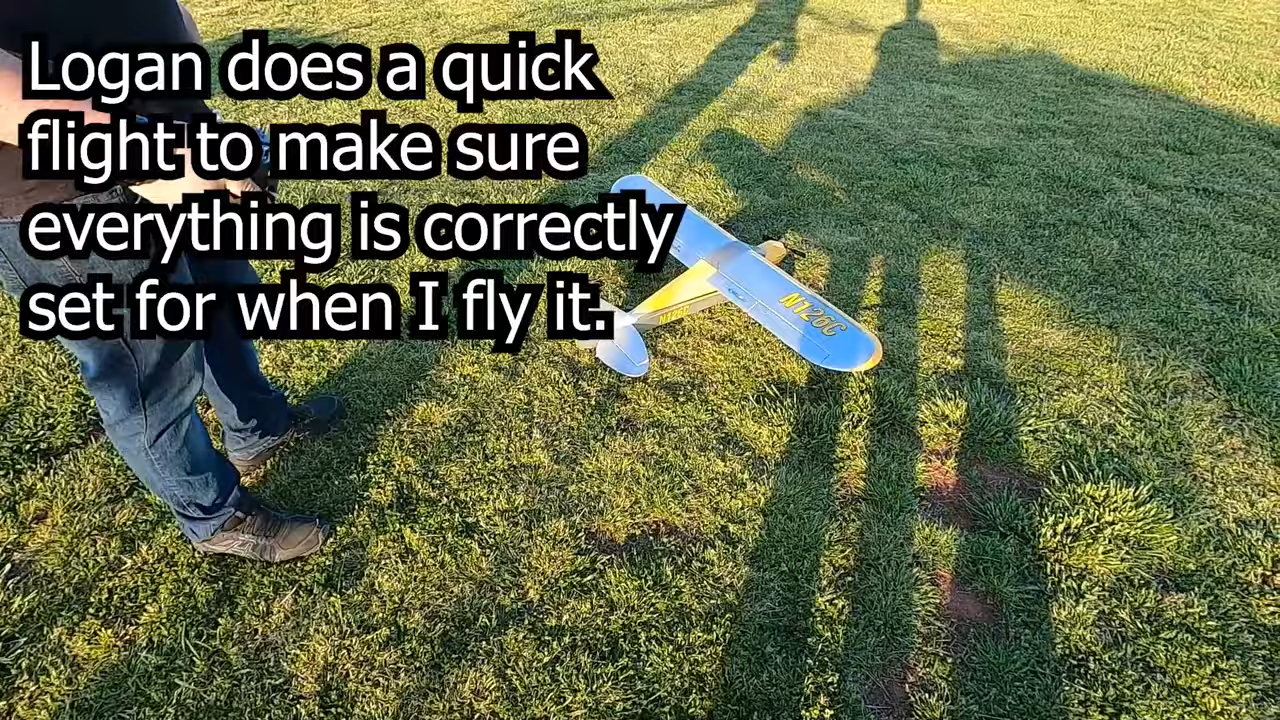 Logan does a quick
flight to make sure
everything is correctly
set for when I fly it.
N126C